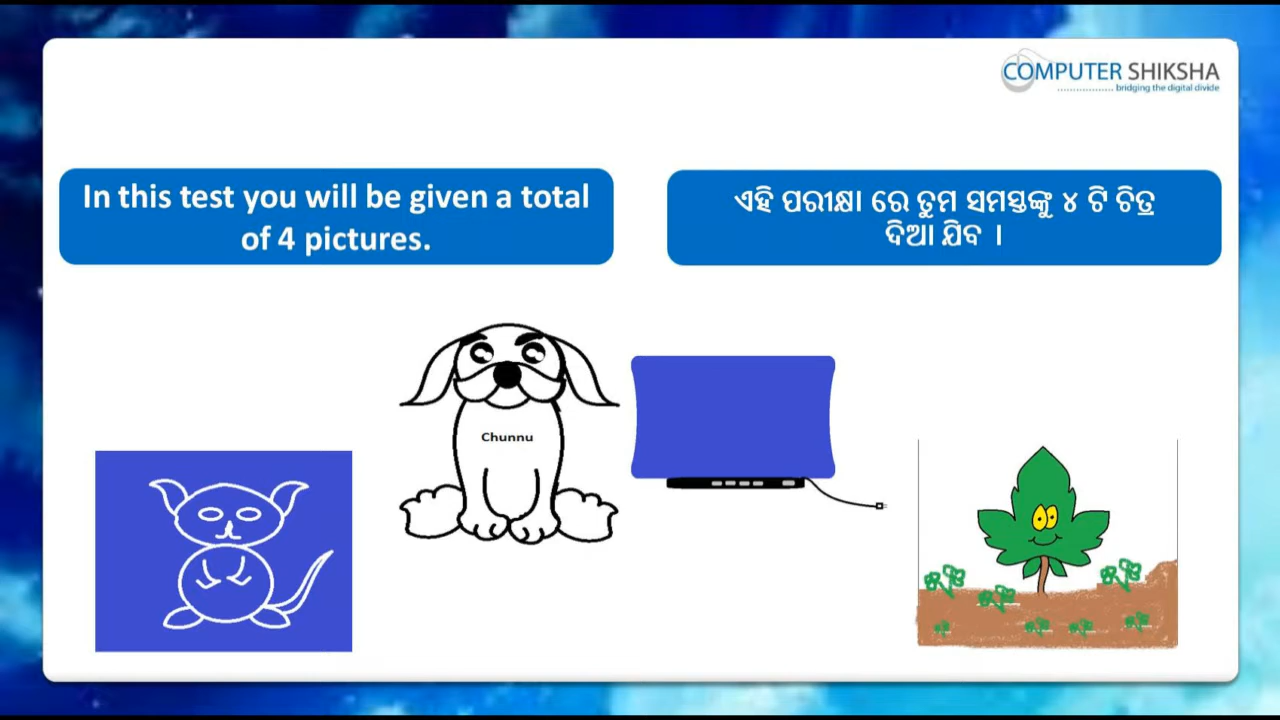 COMPUTER SHIKSHA
bridging the digital divide
In this test you will be given a total
of 4 pictures.
ଏହି ପରୀକ୍ଷା ରେ ତୁମ ସମସ୍ତଙ୍କୁ ୪ ଟି ଚିତ୍ର
ଦିଆ ଯିବ ।
Chunnu